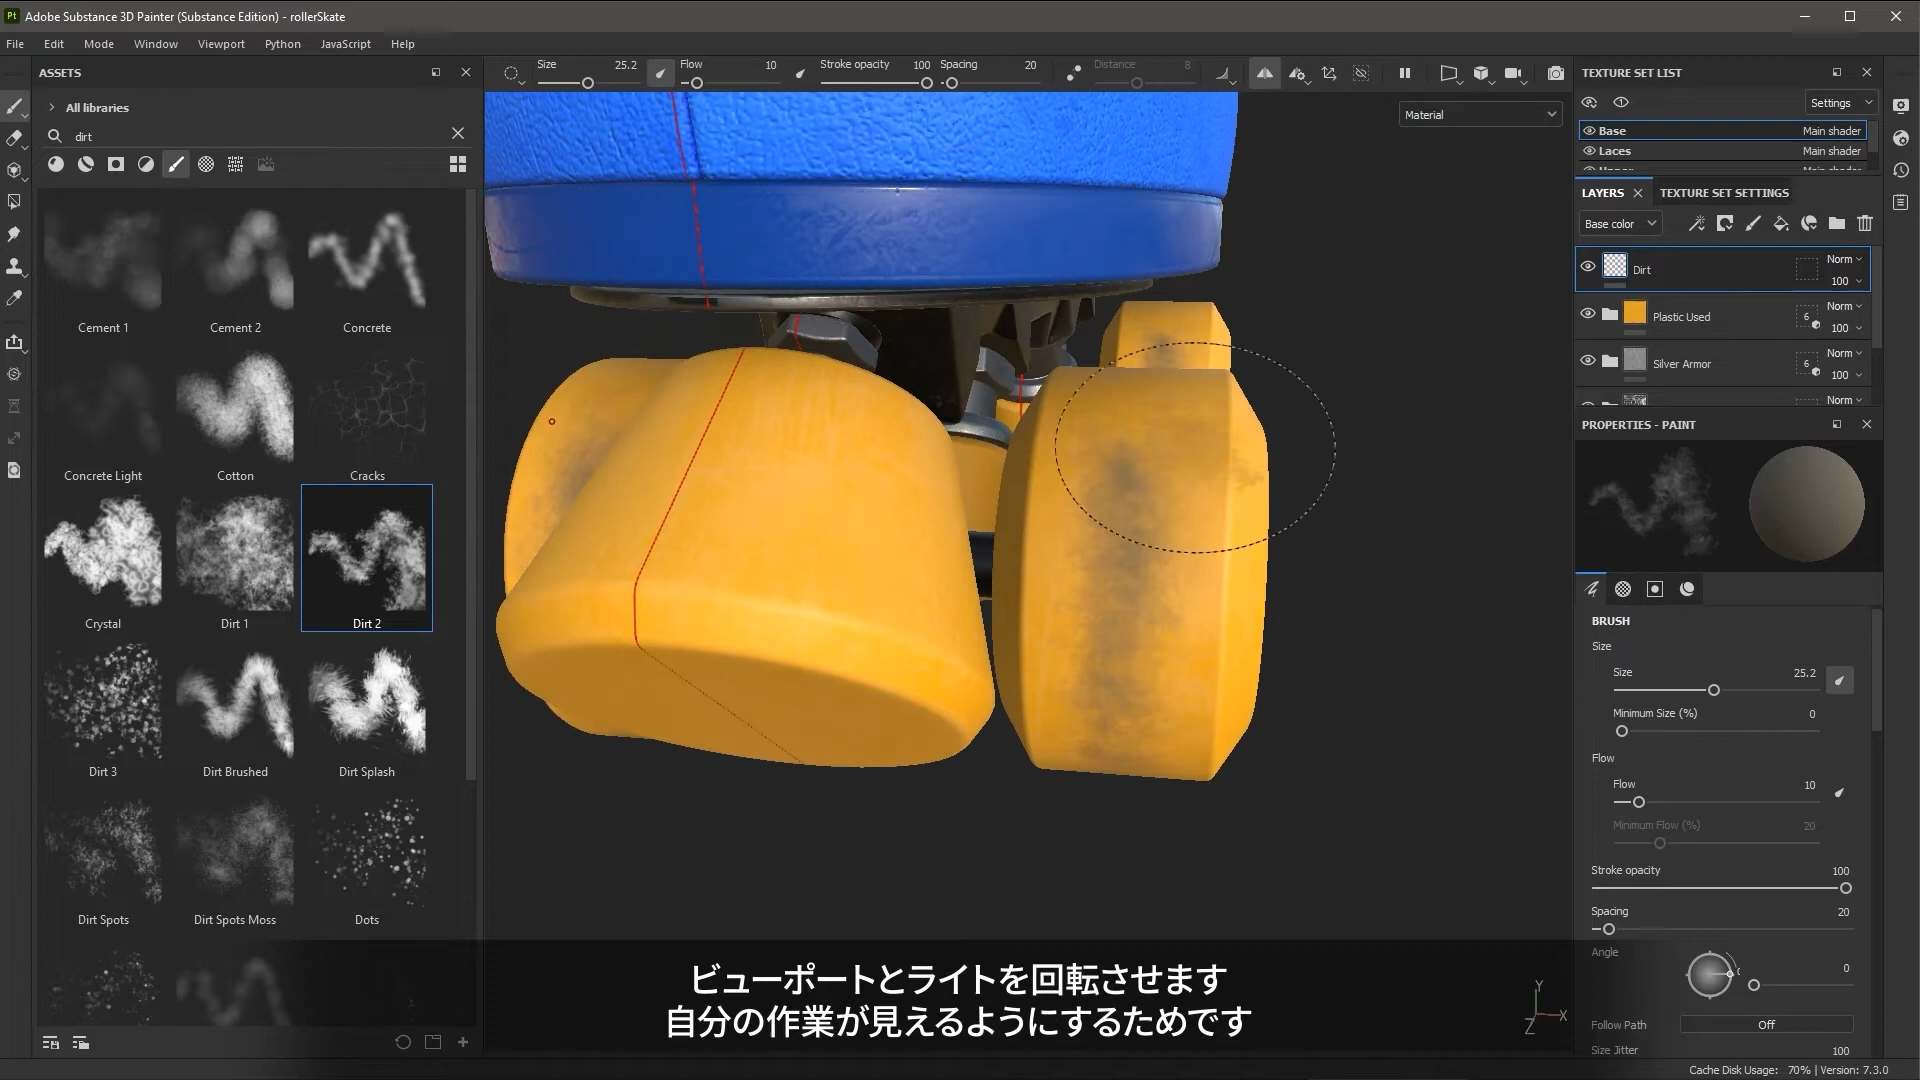 Pt Adobe Substance 3D Painter (Substance Edition) - rollerSkate
File Edit Mode Window Viewport Python JavaScript Help
ASSETS
All libraries
dirt
Cement 1 Cement 2 Concrete
Concrete Light Cotton Cracks
Crystal Dirt 1 Dirt 2
Dirt 3 Dirt Brushed Dirt Splash
Dirt Spots Dirt Spots Moss Dots
Size 25.2 Flow 10 Stroke opacity 100 Spacing 20 Distance 8
Material
TEXTURE SET LIST
Settings
Base Main shader
Laces Main shader
LAYERS TEXTURE SET SETTINGS
Base color
Dirt Norm 100
Plastic Used 6 Norm 100
Silver Armor 6 Norm 100
Norm
PROPERTIES - PAINT
BRUSH
Size
Size 25.2
Minimum Size (%) 0
Flow
Flow 10
Minimum Flow (%) 20
Stroke opacity 100
Spacing 20
Angle 0
Follow Path Off
Size Jitter 100
Y
X
Z
ビューポートとライトを回転させます
自分の作業が見えるようにするためです
Cache Disk Usage: 70% | Version: 7.3.0